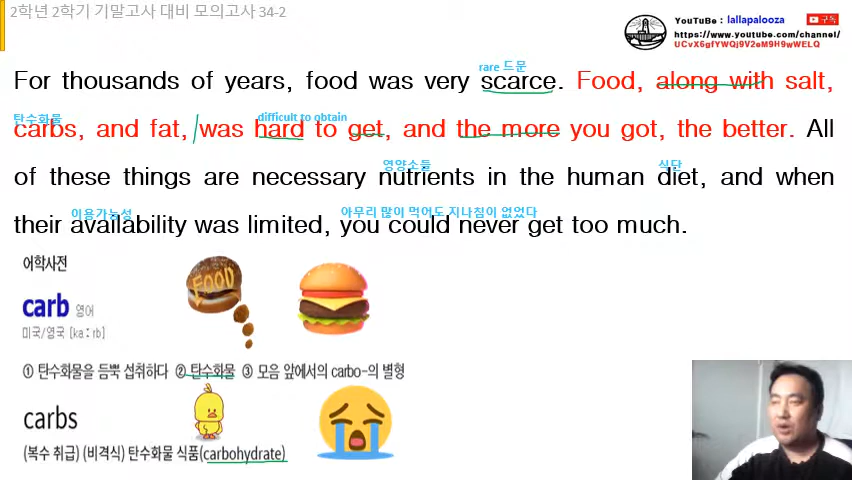 2학년 2학기 기말고사 대비 모의고사 34-2
YouTuBe : lallapalooza 구독
https://www.youtube.com/channel/
UCvX6gfYWQj9V2eM9H9wWELQ
rare 드문
For thousands of years, food was very scarce. Food, along with salt,
탄수화물 difficult to obtain
carbs, and fat, was hard to get, and the more you got, the better. All
영양소들 식단
of these things are necessary nutrients in the human diet, and when
이용가능성 아무리 많이 먹어도 지나침이 없었다
their availability was limited, you could never get too much.
어학사전
carb 영어
미국/영국 [kɑːrb]
① 탄수화물을 듬뿍 섭취하다 ② 탄수화물 ③ 모음 앞에서의 carbo-의 별형
FOOD
carbs
(복수 취급) (비격식) 탄수화물 식품(carbohydrate)